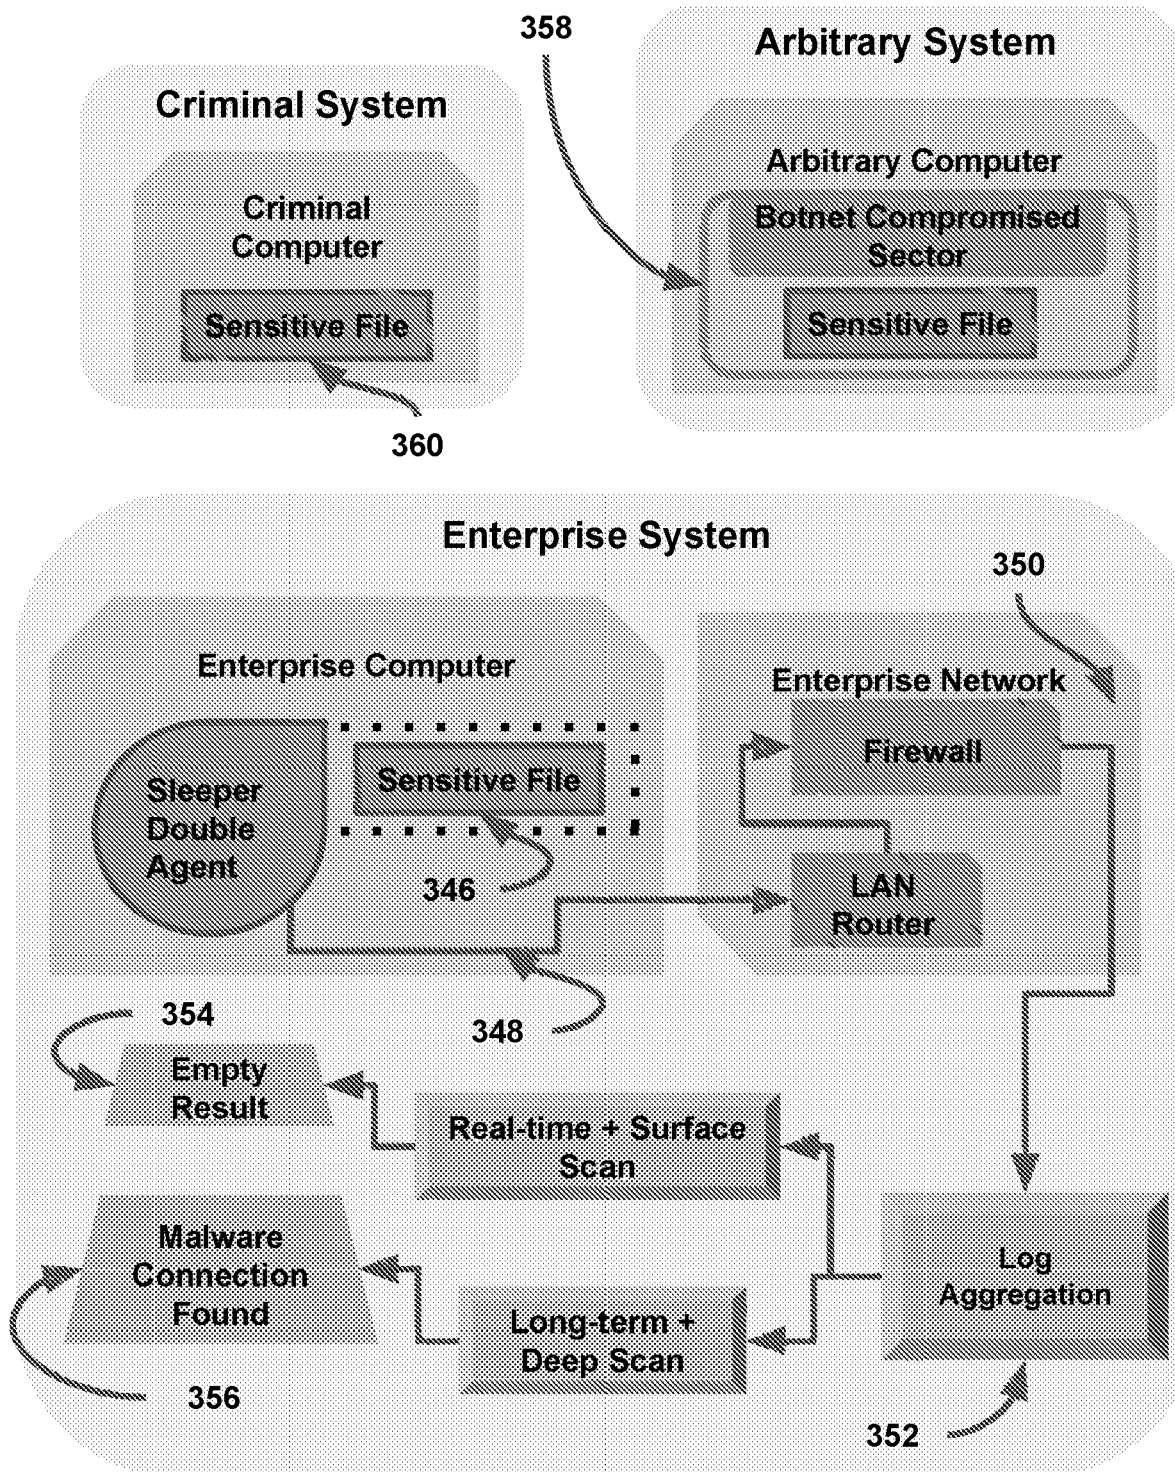 358
Arbitrary System
Criminal System
Arbitrary Computer
Criminal
Computer
Botnet Compromised
Sector
Sensitive File
Sensitive File
360
Enterprise System
350
Enterprise Computer
Enterprise Network
Firewall
Sensitive File
Sleeper
Double
Agent
346
LAN
Router
354
348
Empty
Result
Real-time + Surface
Scan
Malware
Connection
Found
Log
Aggregation
Long-term +
Deep Scan
356
352